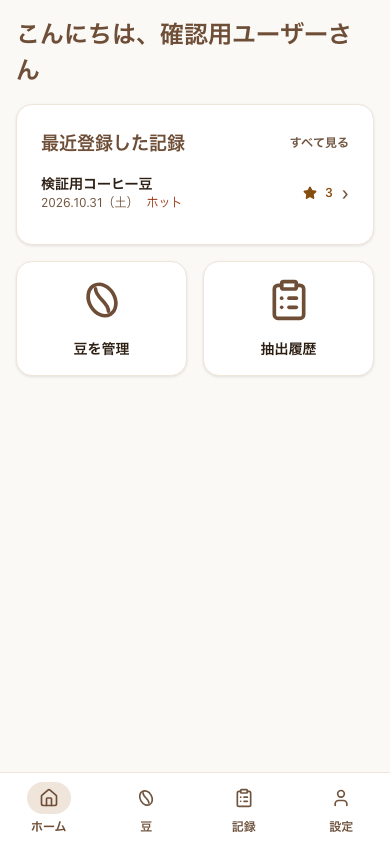 こんにちは、確認用ユーザーさ
ん
最近登録した記録
すべて見る
検証用コーヒー豆
2026.10.31（土） ホット
3
豆を管理
抽出履歴
ホーム
豆
記録
設定